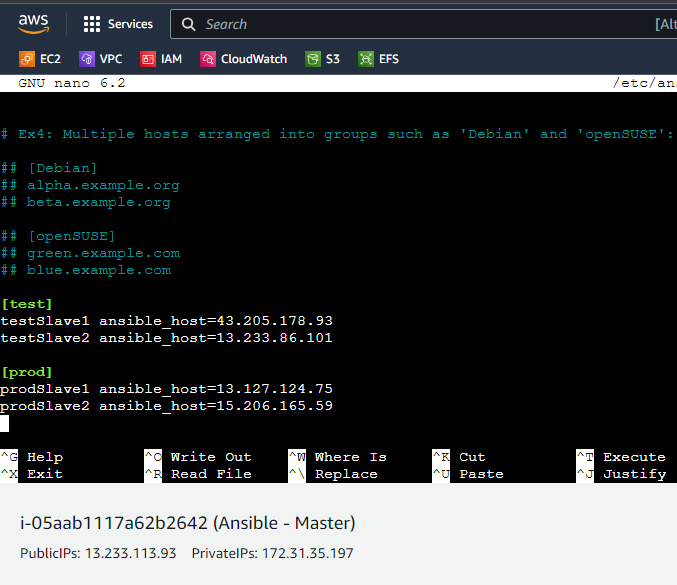 aws Services Search [Alt
EC2 VPC IAM CloudWatch S3 EFS
GNU nano 6.2 /etc/ans
# Ex4: Multiple hosts arranged into groups such as 'Debian' and 'openSUSE':
## [Debian]
## alpha.example.org
## beta.example.org
## [openSUSE]
## green.example.com
## blue.example.com
[test]
testSlave1 ansible_host=43.205.178.93
testSlave2 ansible_host=13.233.86.101
[prod]
prodSlave1 ansible_host=13.127.124.75
prodSlave2 ansible_host=15.206.165.59
^G Help ^O Write Out ^W Where Is ^K Cut ^T Execute
^X Exit ^R Read File ^\ Replace ^U Paste ^J Justify
i-05aab1117a62b2642 (Ansible - Master)
PublicIPs: 13.233.113.93 PrivateIPs: 172.31.35.197